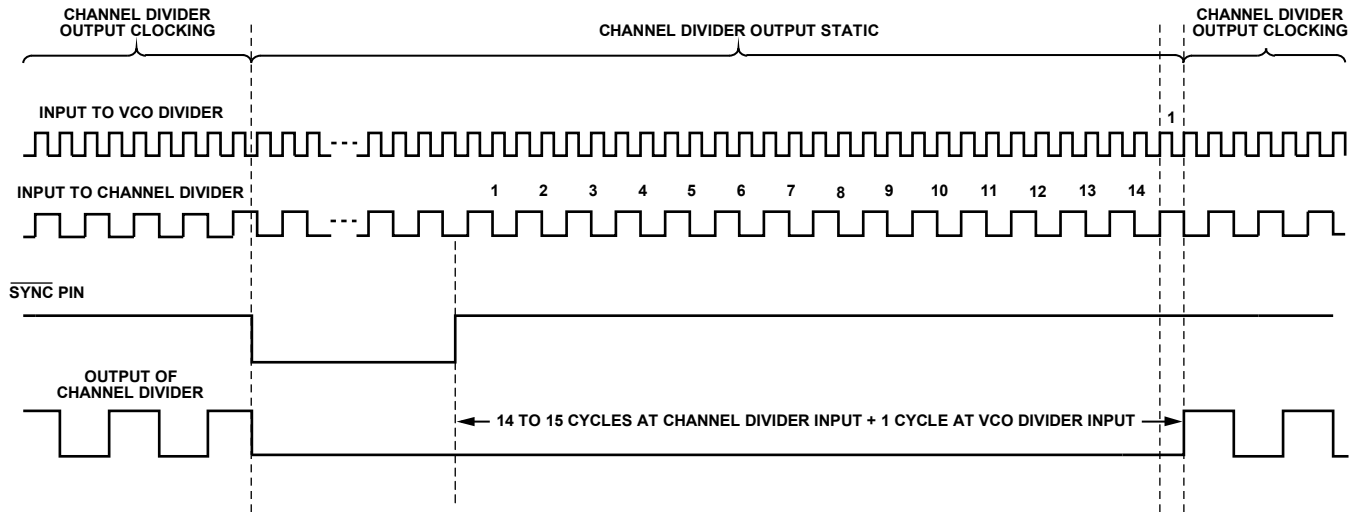 CHANNEL DIVIDER
OUTPUT CLOCKING
CHANNEL DIVIDER OUTPUT STATIC
CHANNEL DIVIDER
OUTPUT CLOCKING
INPUT TO VCO DIVIDER
1
INPUT TO CHANNEL DIVIDER
1 2 3 4 5 6 7 8 9 10 11 12 13 14
SYNC PIN
OUTPUT OF
CHANNEL DIVIDER
14 TO 15 CYCLES AT CHANNEL DIVIDER INPUT + 1 CYCLE AT VCO DIVIDER INPUT